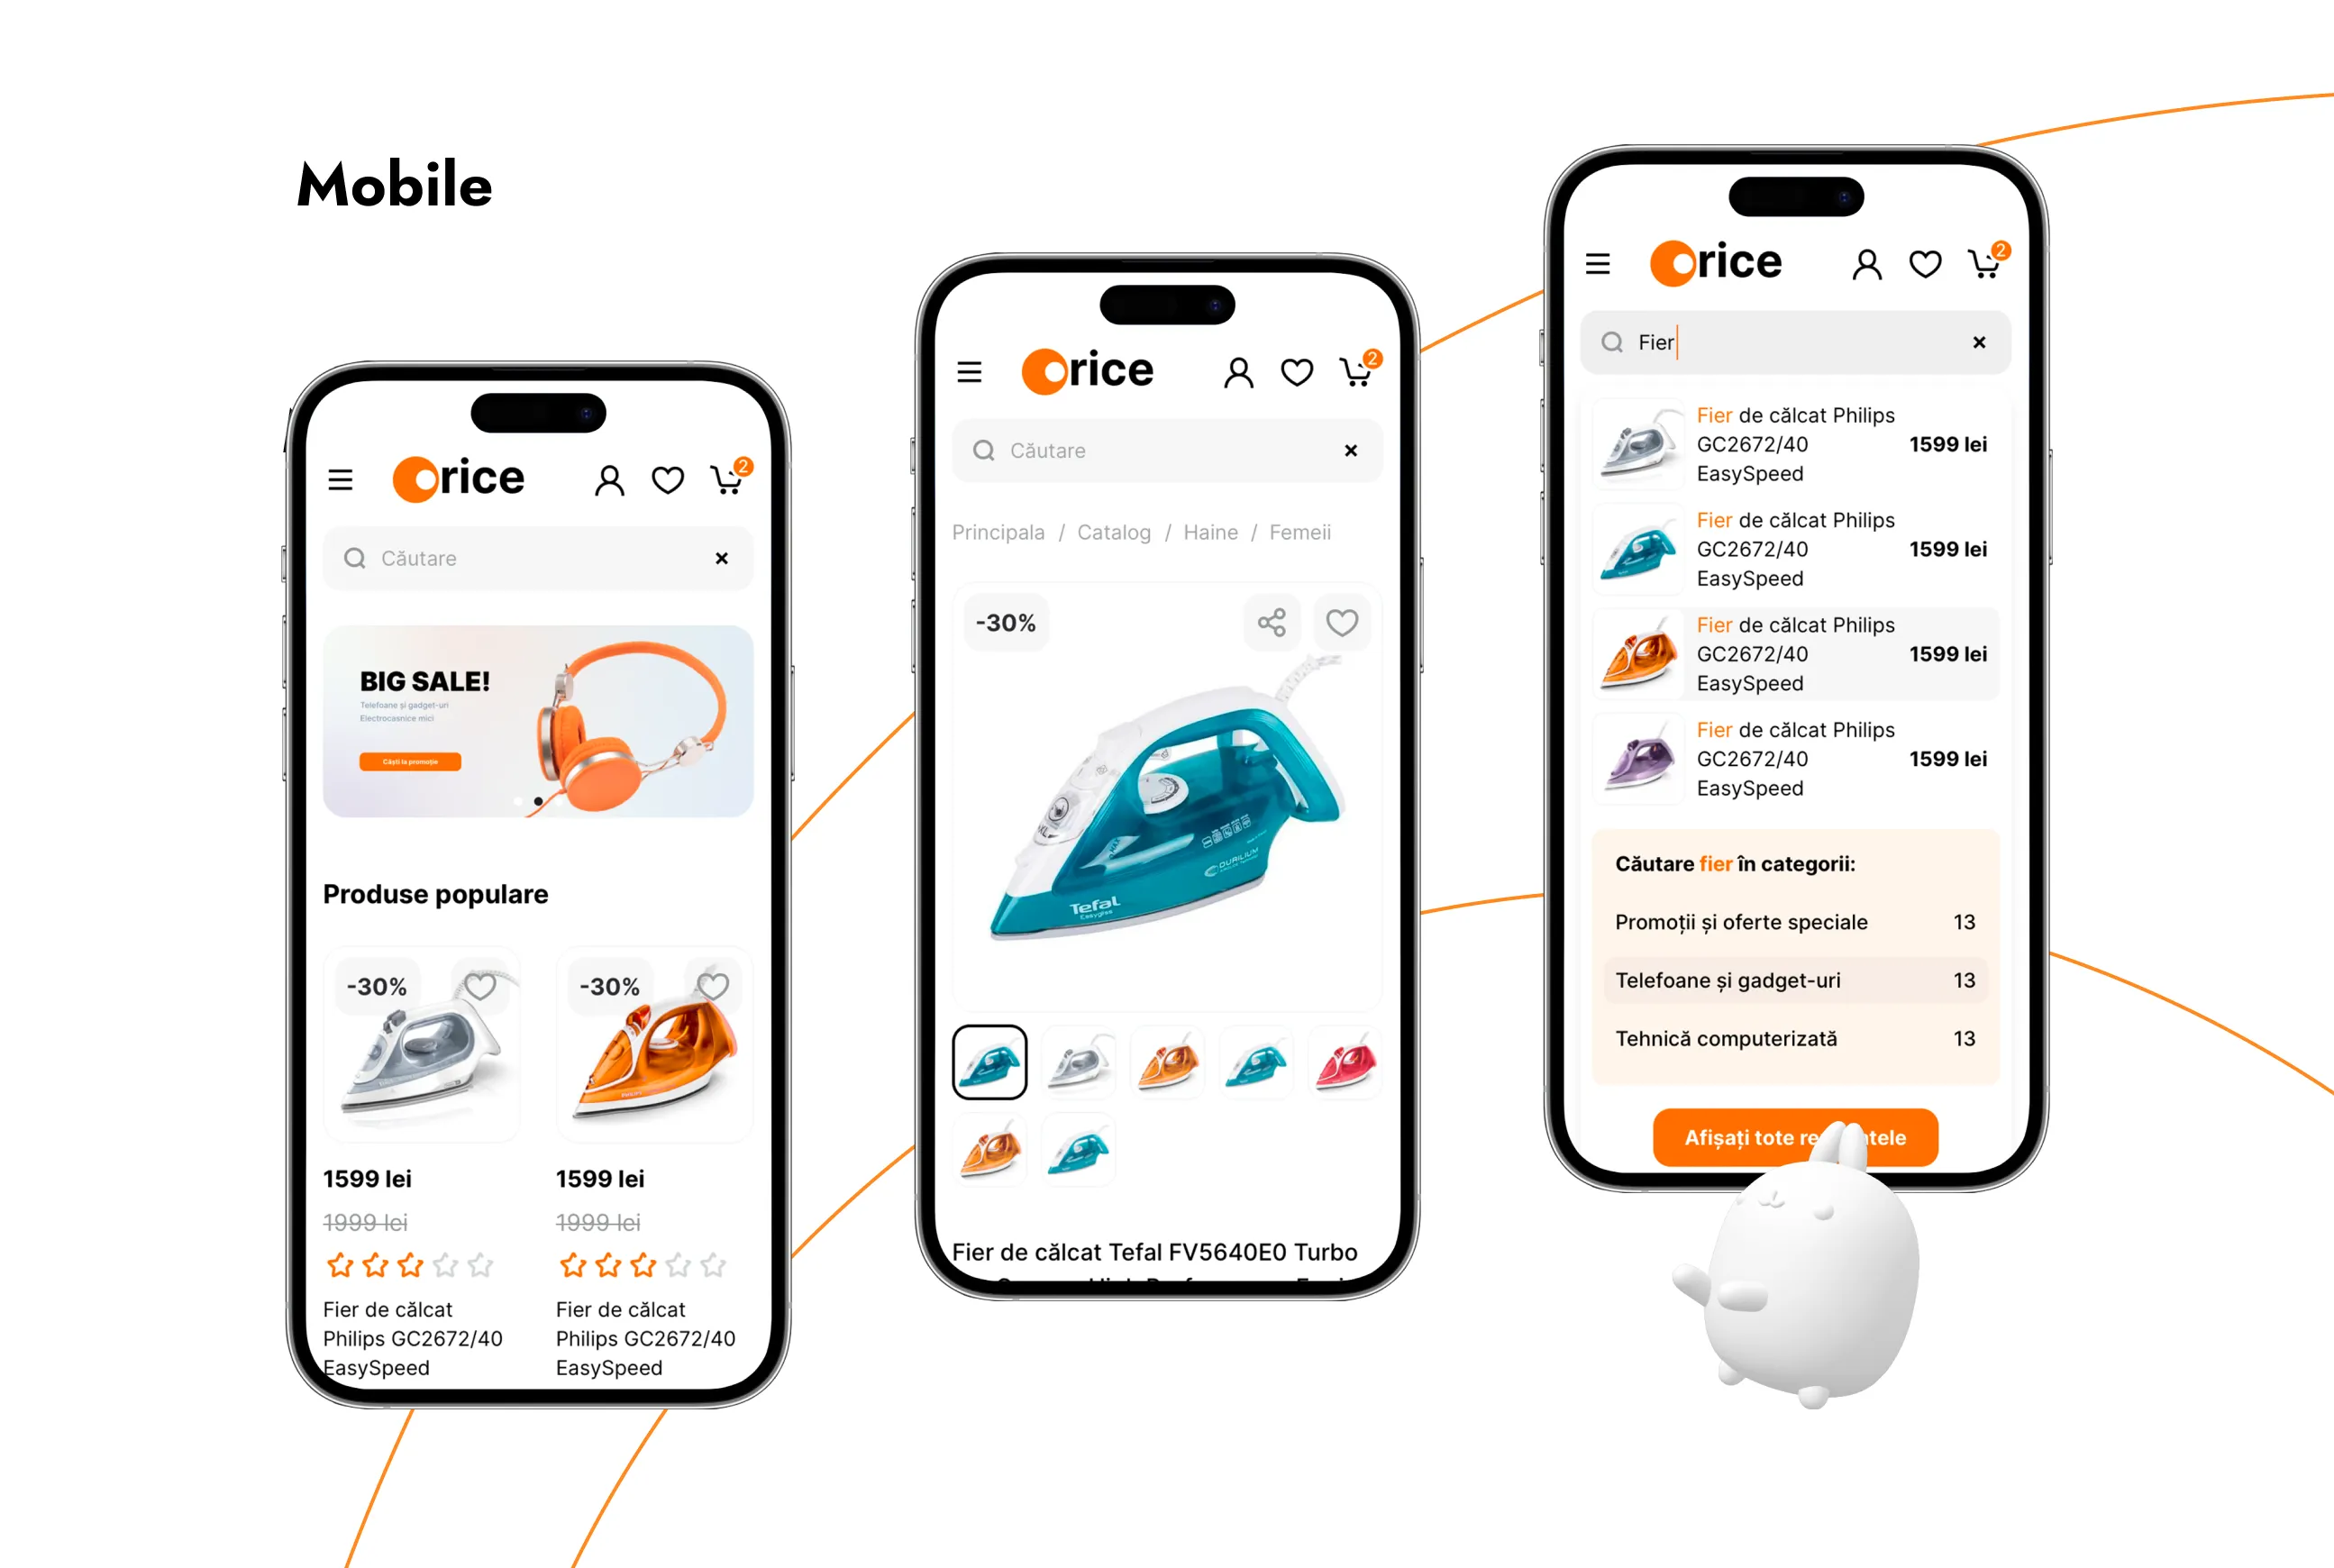 Mobile
Orice
2
Căutare
BIG SALE!
Telefoane și gadget-uri
Electrocasnice mici
Căști la promoție
Produse populare
-30%
-30%
1599 lei
1599 lei
1999 lei
1999 lei
Fier de călcat
Philips GC2672/40
EasySpeed
Fier de călcat
Philips GC2672/40
EasySpeed
Orice
2
Căutare
Principala / Catalog / Haine / Femeii
-30%
DURILIUM
Tefal
Easygliss
Fier de călcat Tefal FV5640E0 Turbo
Orice
2
Fier
Fier de călcat Philips
GC2672/40
EasySpeed
1599 lei
Fier de călcat Philips
GC2672/40
EasySpeed
1599 lei
Fier de călcat Philips
GC2672/40
EasySpeed
1599 lei
Fier de călcat Philips
GC2672/40
EasySpeed
1599 lei
Căutare fier în categorii:
Promoții și oferte speciale 13
Telefoane și gadget-uri 13
Tehnică computerizată 13
Afișați tote